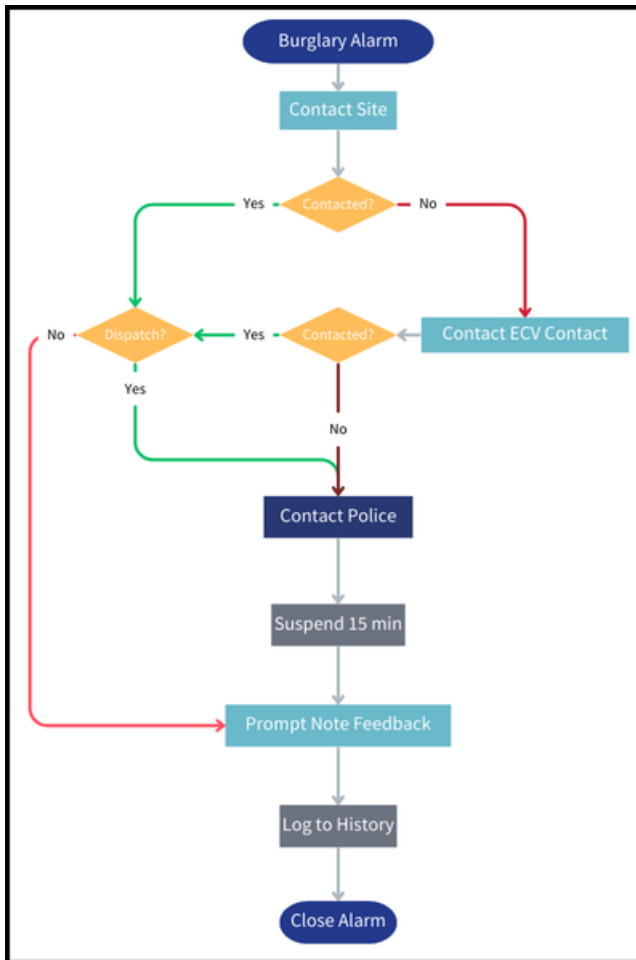 Burglary Alarm
Contact Site
Yes
Contacted?
No
No
Dispatch?
Yes
Contacted?
Contact ECV Contact
Yes
No
Contact Police
Suspend 15 min
Prompt Note Feedback
Log to History
Close Alarm